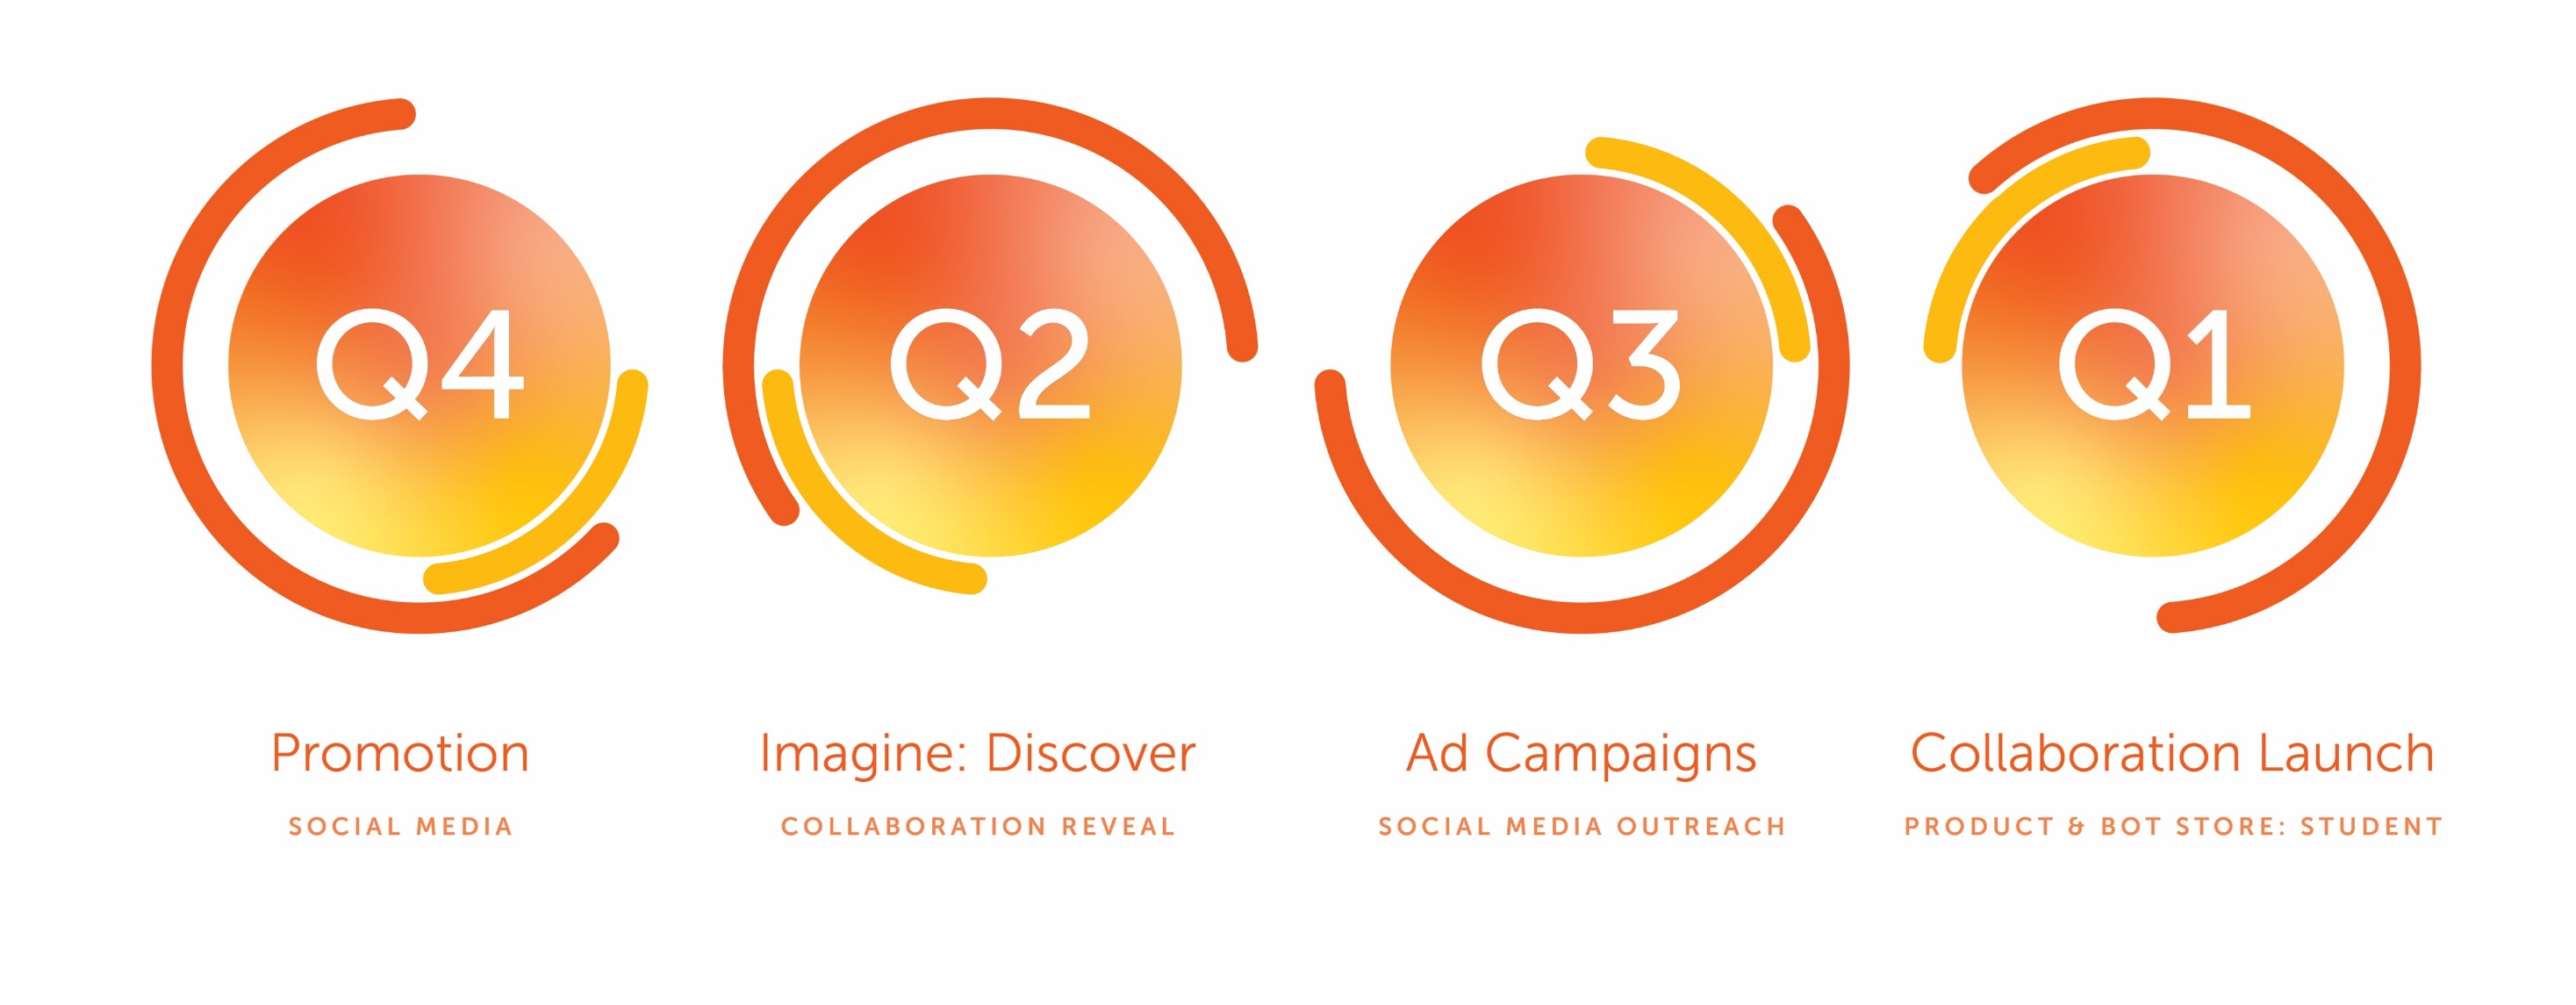 Q4
Promotion
SOCIAL MEDIA
Q2
Imagine: Discover
COLLABORATION REVEAL
Q3
Ad Campaigns
SOCIAL MEDIA OUTREACH
Q1
Collaboration Launch
PRODUCT & BOT STORE: STUDENT